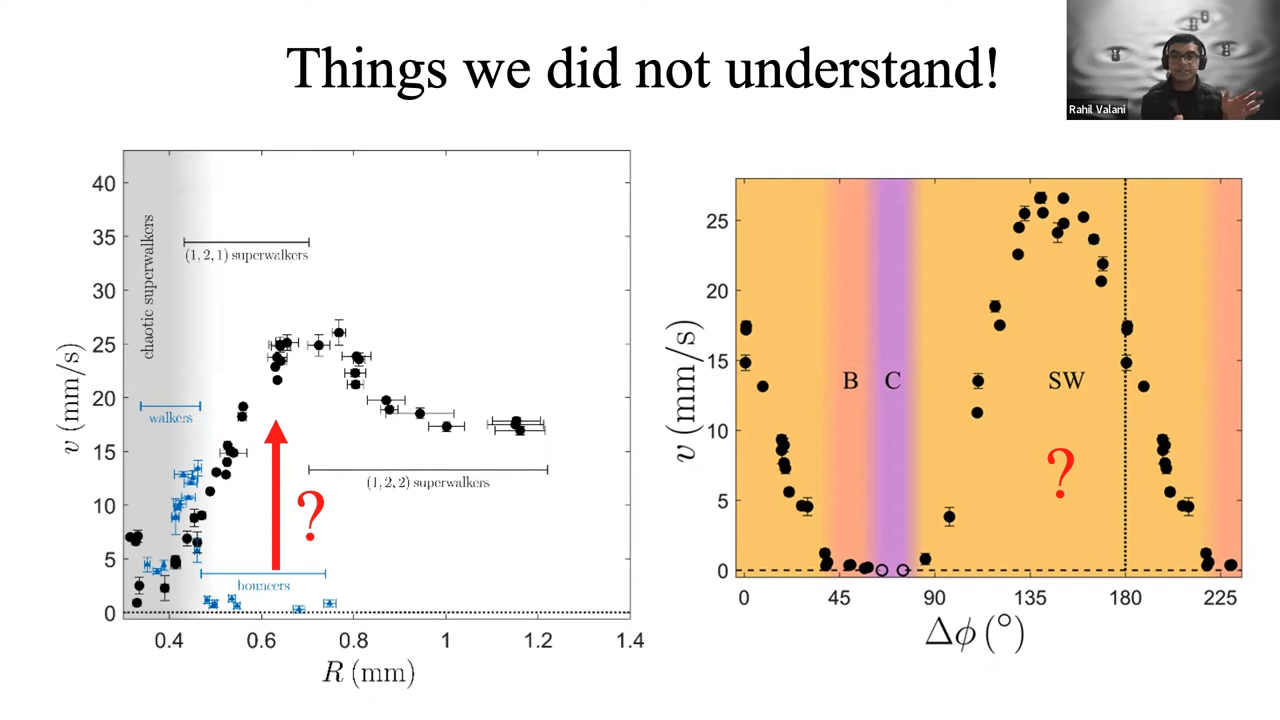 Things we did not understand!
Rahil Valani
40
35
30
25
20
15
10
5
0
v (mm/s)
0.4
0.6
0.8
1
1.2
1.4
R (mm)
chaotic superwalkers
(1, 2, 1) superwalkers
walkers
(1, 2, 2) superwalkers
?
bouncers
25
20
15
10
5
0
v (mm/s)
B
C
SW
?
0
45
90
135
180
225
Δϕ (°)